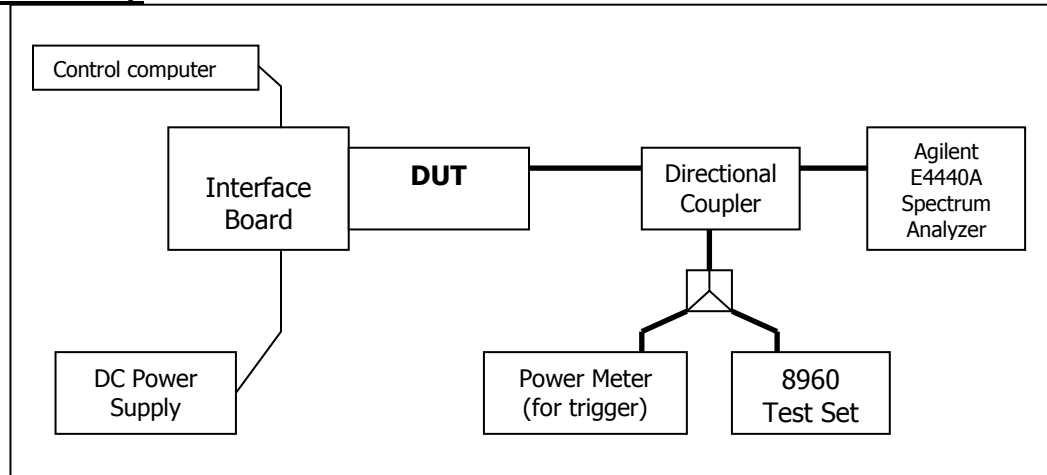 Control computer
Interface
Board
DUT
Directional
Coupler
Agilent
E4440A
Spectrum
Analyzer
DC Power
Supply
Power Meter
(for trigger)
8960
Test Set